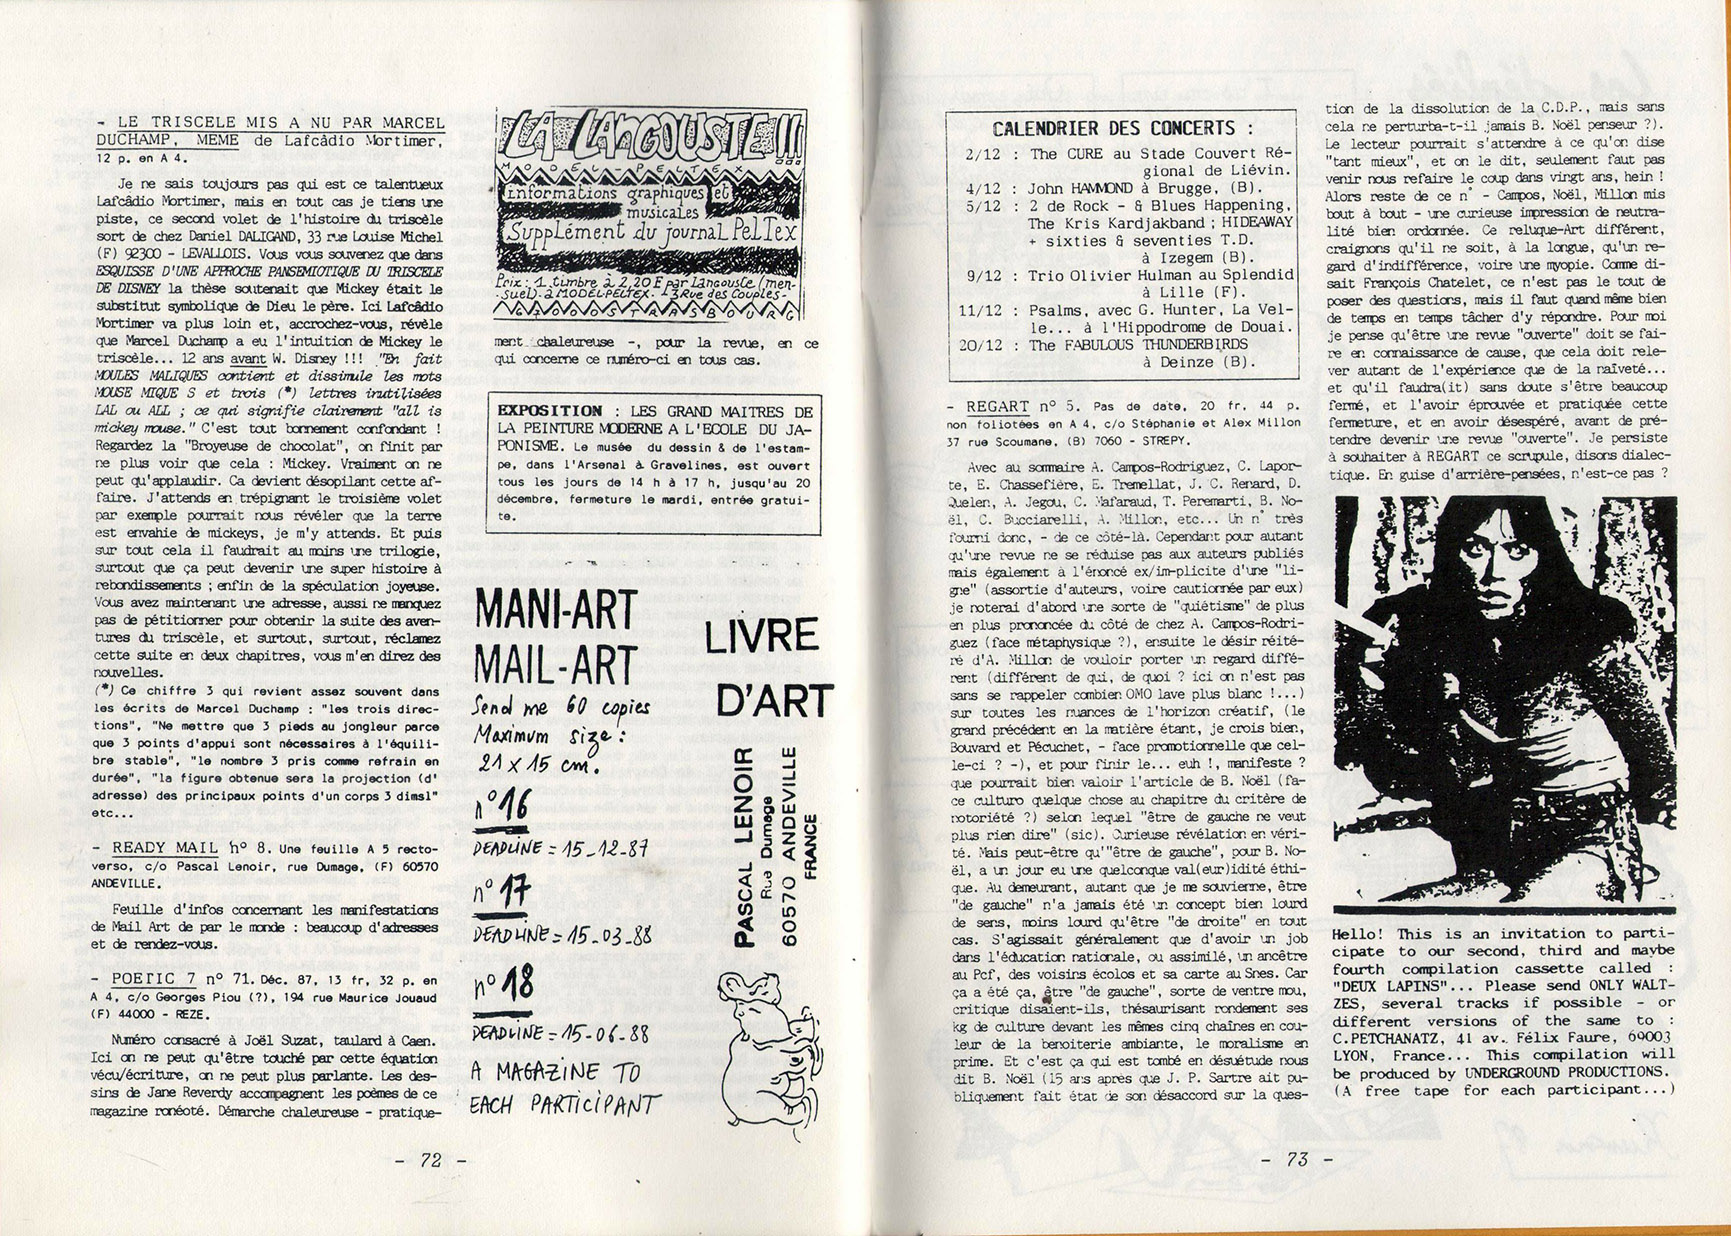 - LE TRISCELE MIS A NU PAR MARCEL
DUCHAMP, MEME de Lafcâdio Mortimer,
12 p. en A 4.
Je ne sais toujours pas qui est ce talentueux
Lafcâdio Mortimer, mais en tout cas je tiens une
piste, ce second volet de l'histoire du triscèle
sort de chez Daniel DALIGAND, 33 rue Louise Michel
(F) 92300 - LEVALLOIS. Vous vous souvenez que dans
ESQUISSE D'UNE APPROCHE PANSEMIOTIQUE DU TRISCELE
DE DISNEY la thèse soutenait que Mickey était le
substitut symbolique de Dieu le père. Ici Lafcâdio
Mortimer va plus loin et, accrochez-vous, révèle
que Marcel Duchamp a eu l'intuition de Mickey le
triscèle... 12 ans avant W. Disney !!! "En fait
MOULES MALIQUES contient et dissimule les mots
MOUSE MIQUE S et trois (*) lettres inutilisées
LAL ou ALL ; ce qui signifie clairement "all is
mickey mouse." C'est tout bonnement confondant !
Regardez la "Broyeuse de chocolat", on finit par
ne plus voir que cela : Mickey. Vraiment on ne
peut qu'applaudir. Ca devient désopilant cette af-
faire. J'attends en trépignant le troisième volet
par exemple pourrait nous révéler que la terre
est envahie de mickeys, je m'y attends. Et puis
sur tout cela il faudrait au moins une trilogie,
surtout que ça peut devenir une super histoire à
rebondissements ; enfin de la spéculation joyeuse.
Vous avez maintenant une adresse, aussi ne manquez
pas de pétitionner pour obtenir la suite des aven-
tures du triscèle, et surtout, surtout, réclamez
cette suite en deux chapitres, vous m'en direz des
nouvelles.
(*) Ce chiffre 3 qui revient assez souvent dans
les écrits de Marcel Duchamp : "les trois direc-
tions", "Ne mettre que 3 pieds au jongleur parce
que 3 points d'appui sont nécessaires à l'équili-
bre stable", "le nombre 3 pris comme refrain en
durée", "la figure obtenue sera la projection (d'
adresse) des principaux points d'un corps 3 dimsl"
etc...
- READY MAIL n° 8. Une feuille A 5 recto-
verso, c/o Pascal Lenoir, rue Dumage, (F) 60570
ANDEVILLE.
Feuille d'infos concernant les manifestations
de Mail Art de par le monde : beaucoup d'adresses
et de rendez-vous.
- POETIC 7 n° 71. Déc. 87, 13 fr, 32 p. en
A 4, c/o Georges Piou (?), 194 rue Maurice Jouaud
(F) 44000 - REZE.
Numéro consacré à Joël Suzat, taulard à Caen.
Ici on ne peut qu'être touché par cette équation
vécu/écriture, on ne peut plus parlante. Les des-
sins de Jane Reverdy accompagnent les poèmes de ce
magazine ronéoté. Démarche chaleureuse - pratique-
LA LANGOUSTE!!!
MODEL-PELTEX
informations graphiques et
musicales
Supplément du journal PelTex
Prix: 1 timbre à 2,20 F par Langouste (men-
suel). a MODEL-PELTEX. 3 Rue des Couples-
67000 STRASBOURG
ment chaleureuse -, pour la revue, en ce
qui concerne ce numéro-ci en tous cas.
EXPOSITION : LES GRAND MAITRES DE
LA PEINTURE MODERNE A L'ECOLE DU JA-
PONISME. Le musée du dessin & de l'estam-
pe, dans l'Arsenal à Gravelines, est ouvert
tous les jours de 14 h à 17 h, jusqu'au 20
décembre, fermeture le mardi, entrée gratui-
te.
MANI-ART
MAIL-ART
Send me 60 copies
Maximum size :
21 x 15 cm.
n° 16
DEADLINE = 15_12_87
n° 17
DEADLINE = 15_03_88
n° 18
DEADLINE = 15_06_88
A MAGAZINE TO
EACH PARTICIPANT
LIVRE
D'ART
PASCAL LENOIR
Rue Dumage
60570 ANDEVILLE
FRANCE
- 72 -
CALENDRIER DES CONCERTS :
2/12 : The CURE au Stade Couvert Ré-
gional de Liévin.
4/12 : John HAMMOND à Brugge, (B).
5/12 : 2 de Rock - & Blues Happening,
The Kris Kardjakband ; HIDEAWAY
+ sixties & seventies T.D.
à Izegem (B).
9/12 : Trio Olivier Hulman au Splendid
à Lille (F).
11/12 : Psalms, avec G. Hunter, La Vel-
le... à l'Hippodrome de Douai.
20/12 : The FABULOUS THUNDERBIRDS
à Deinze (B).
- REGART n° 5. Pas de date, 20 fr, 44 p.
non foliotées en A 4, c/o Stéphanie et Alex Millon
37 rue Scoumane, (B) 7060 - STREPY.
Avec au sommaire A. Campos-Rodriguez, C. Lapor-
te, E. Chassefière, E. Tremellat, J. C. Renard, D.
Quelen, A. Jegou, C. Mafaraud, T. Peremarti, B. No-
ël, C. Bucciarelli, A. Millon, etc... Un n° très
fourni donc, - de ce côté-là. Cependant pour autant
qu'une revue ne se réduise pas aux auteurs publiés
mais également à l'énoncé ex/im-plicite d'une "li-
gne" (assortie d'auteurs, voire cautionnée par eux)
je noterai d'abord une sorte de "quiétisme" de plus
en plus prononcée du côté de chez A. Campos-Rodri-
guez (face métaphysique ?), ensuite le désir réité-
ré d'A. Millon de vouloir porter un regard diffé-
rent (différent de qui, de quoi ? ici on n'est pas
sans se rappeler combien OMO lave plus blanc !...)
sur toutes les nuances de l'horizon créatif, (le
grand précédent en la matière étant, je crois bien,
Bouvard et Pécuchet, - face promotionnelle que cel-
le-ci ? -), et pour finir le... euh !, manifeste ?
que pourrait bien valoir l'article de B. Noël (fa-
ce culturo quelque chose au chapitre du critère de
notoriété ?) selon lequel "être de gauche ne veut
plus rien dire" (sic). Curieuse révélation en véri-
té. Mais peut-être qu'"être de gauche", pour B. No-
ël, a un jour eu une quelconque val(eur)idité éthi-
que. Au demeurant, autant que je me souvienne, être
"de gauche" n'a jamais été un concept bien lourd
de sens, moins lourd qu'être "de droite" en tout
cas. S'agissait généralement que d'avoir un job
dans l'éducation nationale, ou assimilé, un ancêtre
au Pcf, des voisins écolos et sa carte au Snes. Car
ça a été ça, être "de gauche", sorte de ventre mou,
critique disaient-ils, thésaurisant rondement ses
kg de culture devant les mêmes cinq chaînes en cou-
leur de la benoiterie ambiante, le moralisme en
prime. Et c'est ça qui est tombé en désuétude nous
dit B. Noël (15 ans après que J. P. Sartre ait pu-
bliquement fait état de son désaccord sur la ques-
tion de la dissolution de la C.D.P., mais sans
cela ne perturba-t-il jamais B. Noël penseur ?).
Le lecteur pourrait s'attendre à ce qu'on dise
"tant mieux", et on le dit, seulement faut pas
venir nous refaire le coup dans vingt ans, hein !
Alors reste de ce n° - Campos, Noël, Millon mis
bout à bout - une curieuse impression de neutra-
lité bien ordonnée. Ce reluque-Art différent,
craignons qu'il ne soit, à la longue, qu'un re-
gard d'indifférence, voire une myopie. Comme di-
sait François Chatelet, ce n'est pas le tout de
poser des questions, mais il faut quand même bien
de temps en temps tâcher d'y répondre. Pour moi
je pense qu'être une revue "ouverte" doit se fai-
re en connaissance de cause, que cela doit rele-
ver autant de l'expérience que de la naïveté...
et qu'il faudra(it) sans doute s'être beaucoup
fermé, et l'avoir éprouvée et pratiquée cette
fermeture, et en avoir désespéré, avant de pré-
tendre devenir une revue "ouverte". Je persiste
à souhaiter à REGART ce scrupule, disons dialec-
tique. En guise d'arrière-pensées, n'est-ce pas ?
Hello! This is an invitation to parti-
cipate to our second, third and maybe
fourth compilation cassette called :
"DEUX LAPINS"... Please send ONLY WALT-
ZES, several tracks if possible - or
different versions of the same to :
C.PETCHANATZ, 41 av. Félix Faure, 69003
LYON, France... This compilation will
be produced by UNDERGROUND PRODUCTIONS.
(A free tape for each participant...)
- 73 -